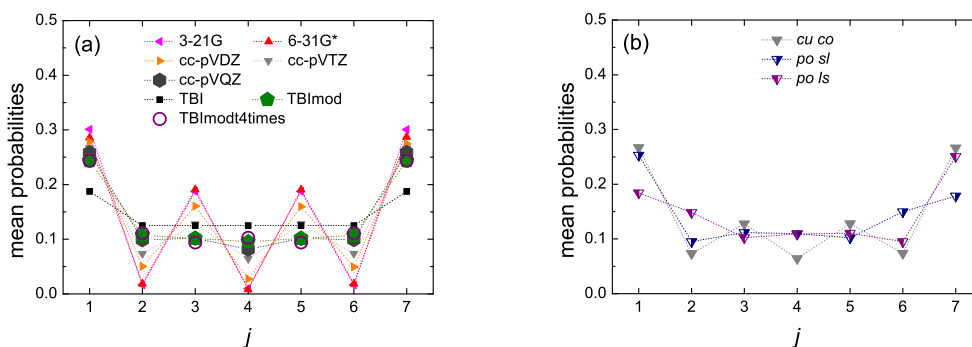 0.5
0.4
0.3
0.2
0.1
0.0
mean probabilities
(a)
3-21G 6-31G*
cc-pVDZ cc-pVTZ
cc-pVQZ
TBI TBImod
TBImodt4times
1 2 3 4 5 6 7
j
0.5
0.4
0.3
0.2
0.1
0.0
mean probabilities
(b)
cu co
po sl
po ls
1 2 3 4 5 6 7
j